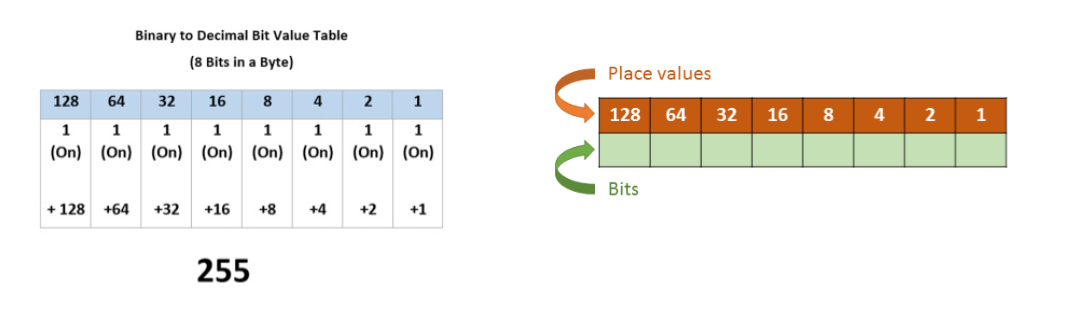 Binary to Decimal Bit Value Table
(8 Bits in a Byte)
128 64 32 16 8 4 2 1
1 1 1 1 1 1 1 1
(On) (On) (On) (On) (On) (On) (On) (On)
+ 128 +64 +32 +16 +8 +4 +2 +1
255
Place values
128 64 32 16 8 4 2 1
Bits